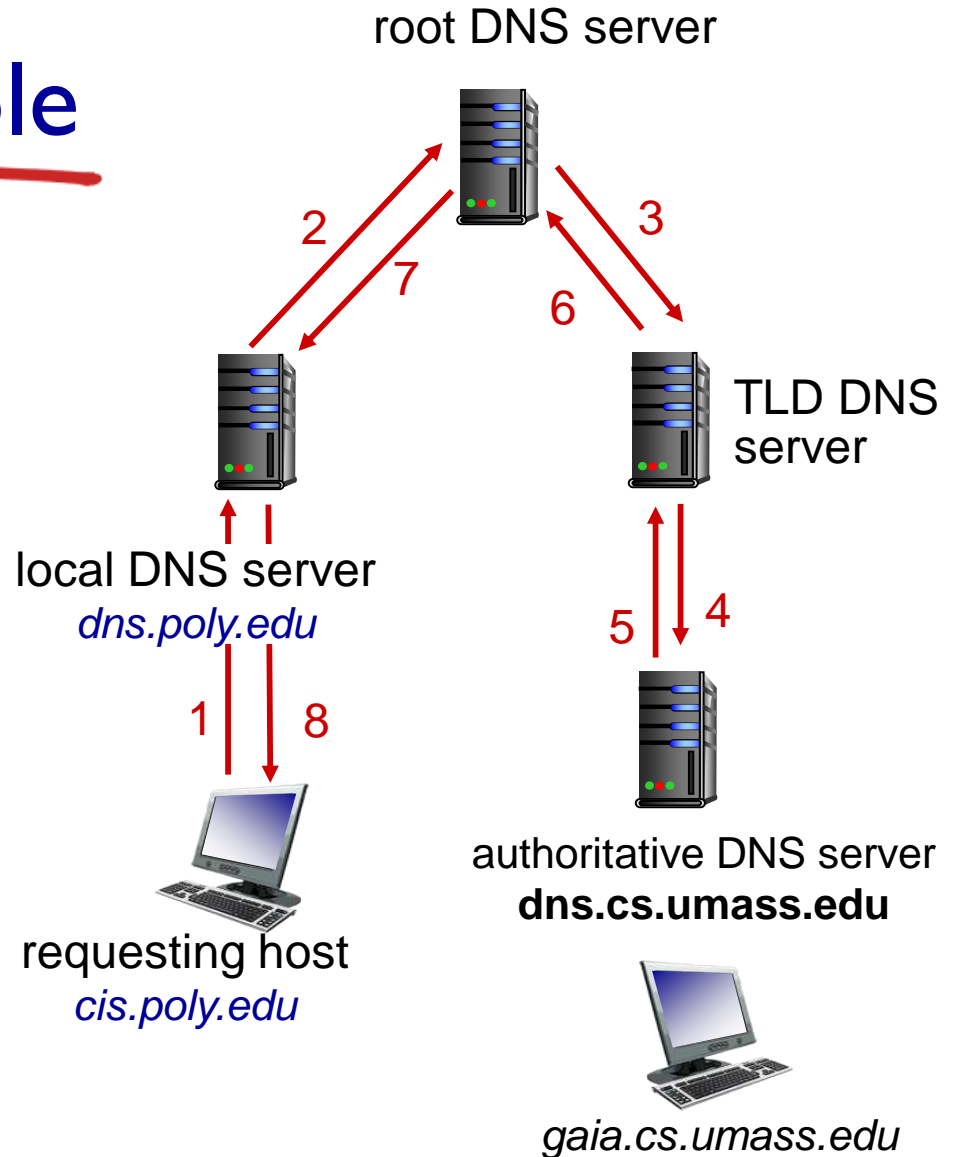 root DNS server
2
7
3
6
TLD DNS
server
local DNS server
dns.poly.edu
5
4
1
8
authoritative DNS server
dns.cs.umass.edu
requesting host
cis.poly.edu
gaia.cs.umass.edu